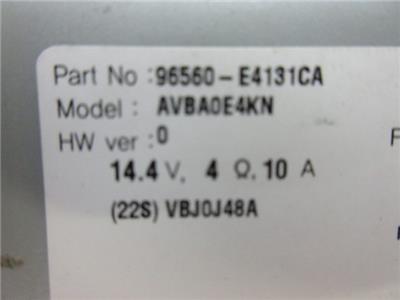 Part No :96560-E4131CA
Model : AVBA0E4KN
HW ver :0
14.4 V, 4 Ω, 10 A
(22S) VBJ0J48A
F